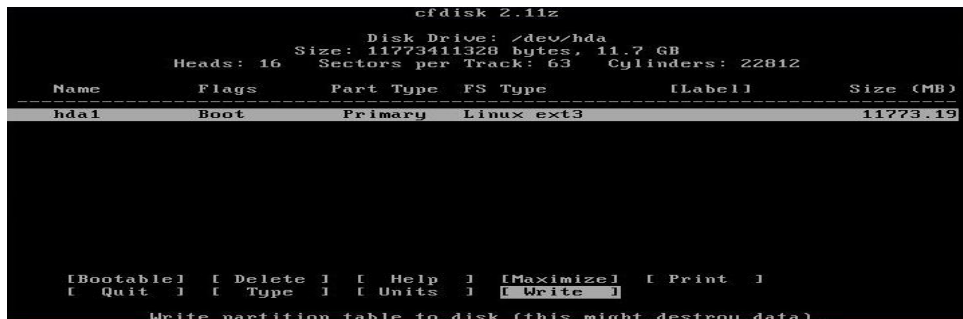 cfdisk 2.11z
Disk Drive: /dev/hda
Size: 11773411328 bytes, 11.7 GB
Heads: 16 Sectors per Track: 63 Cylinders: 22812
Name Flags Part Type FS Type [Label] Size (MB)
hda1 Boot Primary Linux ext3 11773.19
[Bootable] [ Delete ] [ Help ] [Maximize] [ Print ]
[ Quit ] [ Type ] [ Units ] [ Write ]
Write partition table to disk (this might destroy data)